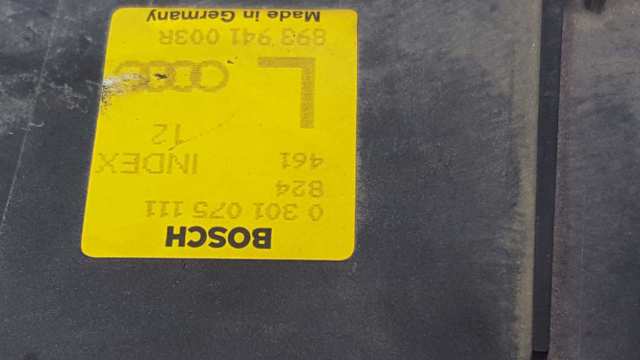 BOSCH
0 301 075 111
824
461 INDEX
12
L
893 941 003R
Made in Germany